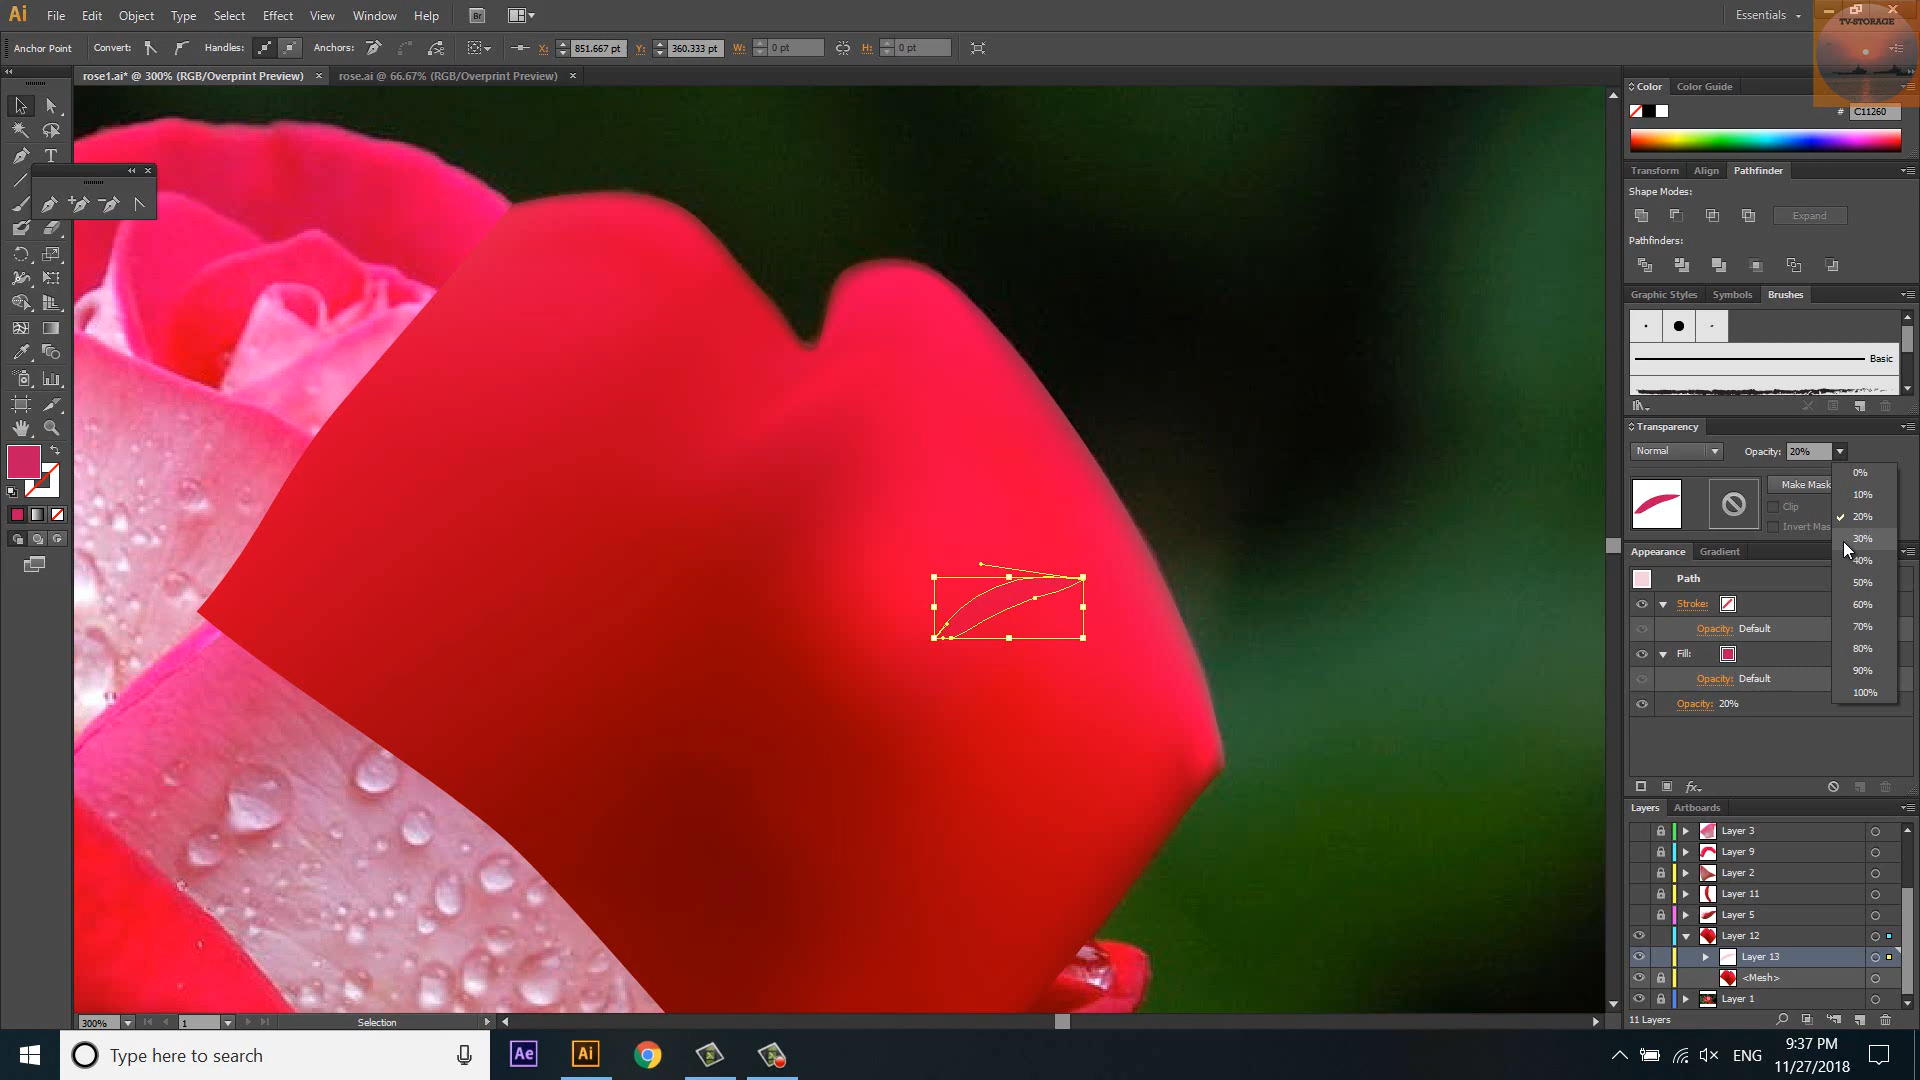 Ai File Edit Object Type Select Effect View Window Help Br Essentials
TV-STORAGE
Anchor Point Convert: Handles: Anchors: X: 851.667 pt Y: 360.333 pt W: 0 pt H: 0 pt
rose1.ai* @ 300% (RGB/Overprint Preview) × rose.ai @ 66.67% (RGB/Overprint Preview) ×
Color Color Guide
# C11260
Transform Align Pathfinder
Shape Modes:
Expand
Pathfinders:
Graphic Styles Symbols Brushes
Basic
Transparency
Normal Opacity: 20%
0%
Make Mask
10%
Clip
20%
Invert Mas
30%
40%
50%
60%
70%
80%
90%
100%
Appearance Gradient
Path
Stroke:
Opacity: Default
Fill:
Opacity: Default
Opacity: 20%
fx
Layers Artboards
Layer 3
Layer 9
Layer 2
Layer 11
Layer 5
Layer 12
Layer 13
<Mesh>
Layer 1
11 Layers
300% 1 Selection
Type here to search
Ae Ai
ENG
9:37 PM
11/27/2018